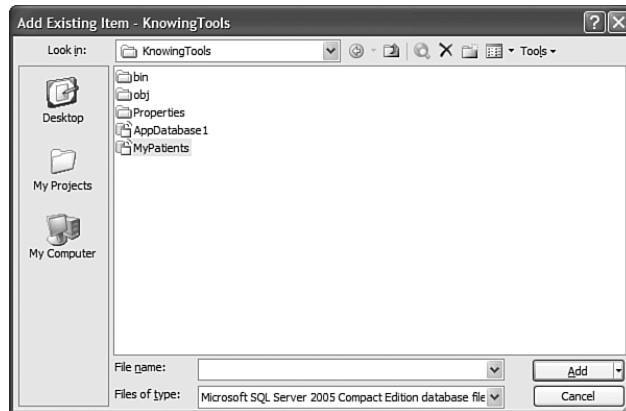 Add Existing Item - KnowingTools
Look in: KnowingTools Tools
bin
obj
Properties
AppDatabase1
MyPatients
Desktop
My Projects
My Computer
File name: Add
Files of type: Microsoft SQL Server 2005 Compact Edition database file Cancel